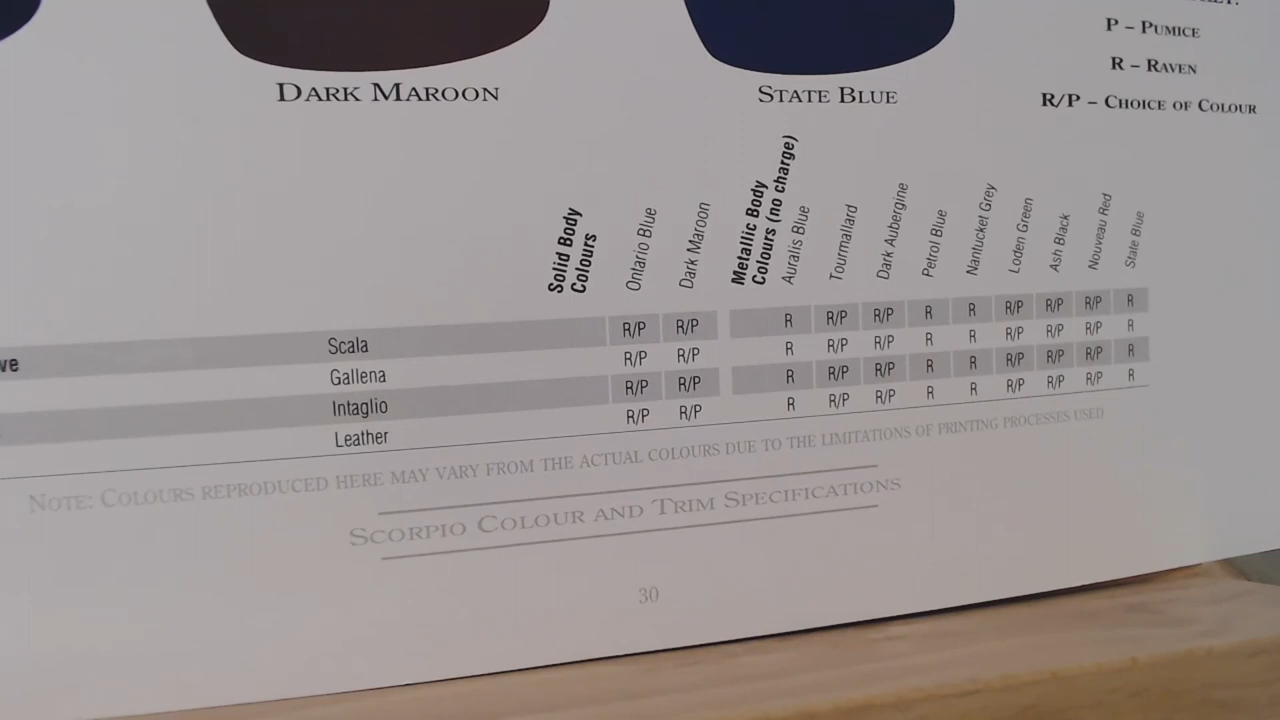 P – PUMICE
R – RAVEN
R/P – CHOICE OF COLOUR
DARK MAROON
STATE BLUE
Solid Body
Colours
Ontario Blue
Dark Maroon
Metallic Body
Colours (no charge)
Auralis Blue
Tourmallard
Dark Aubergine
Petrol Blue
Nantucket Grey
Loden Green
Ash Black
Nouveau Red
State Blue
Scala R/P R/P R R/P R/P R R R/P R/P R/P R
Gallena R/P R/P R R/P R/P R R R/P R/P R/P R
Intaglio R/P R/P R R/P R/P R R R/P R/P R/P R
Leather R/P R/P R R/P R/P R R R/P R/P R/P R
NOTE: COLOURS REPRODUCED HERE MAY VARY FROM THE ACTUAL COLOURS DUE TO THE LIMITATIONS OF PRINTING PROCESSES USED
SCORPIO COLOUR AND TRIM SPECIFICATIONS
30